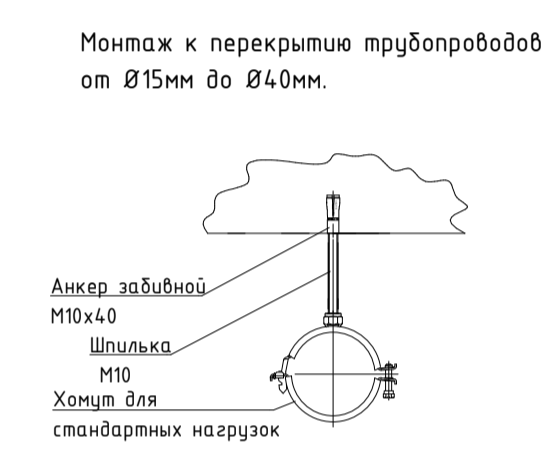 Монтаж к перекрытию трубопроводов
от Ø15мм до Ø40мм.
Анкер забивной
М10х40
Шпилька
М10
Хомут для
стандартных нагрузок